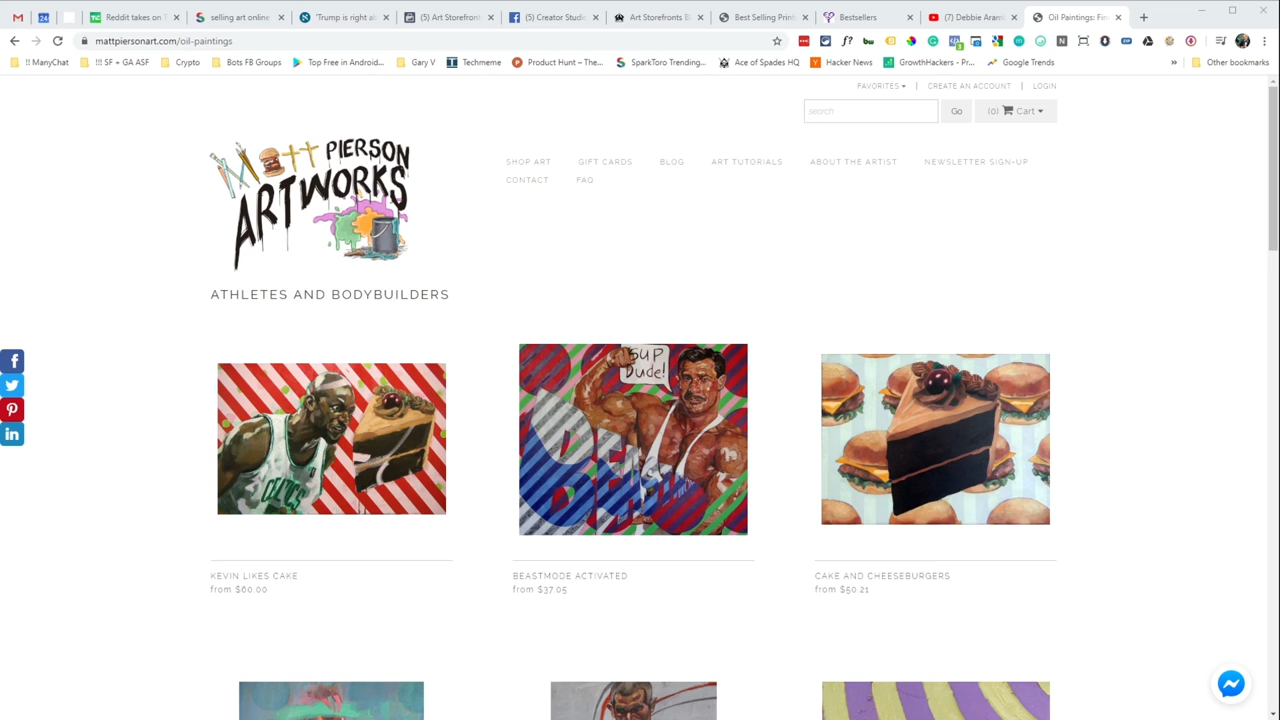 Reddit takes on T
selling art online
'Trump is right ab
(5) Art Storefronts
(5) Creator Studio
Art Storefronts B
Best Selling Print
Bestsellers
(7) Debbie Aram
Oil Paintings: Fin
mattpiersonart.com/oil-paintings
!! ManyChat
!!! SF + GA ASF
Crypto
Bots FB Groups
Top Free in Android...
Gary V
Techmeme
Product Hunt – The...
SparkToro Trending...
Ace of Spades HQ
Hacker News
GrowthHackers - Pr...
Google Trends
»
Other bookmarks
FAVORITES | CREATE AN ACCOUNT | LOGIN
search
Go
(0) Cart
Matt PIERSON
ARTWORKS
SHOP ART
GIFT CARDS
BLOG
ART TUTORIALS
ABOUT THE ARTIST
NEWSLETTER SIGN-UP
CONTACT
FAQ
ATHLETES AND BODYBUILDERS
CELTICS
SUP
Dude!
BEAST
KEVIN LIKES CAKE
from $60.00
BEASTMODE ACTIVATED
from $37.05
CAKE AND CHEESEBURGERS
from $50.21